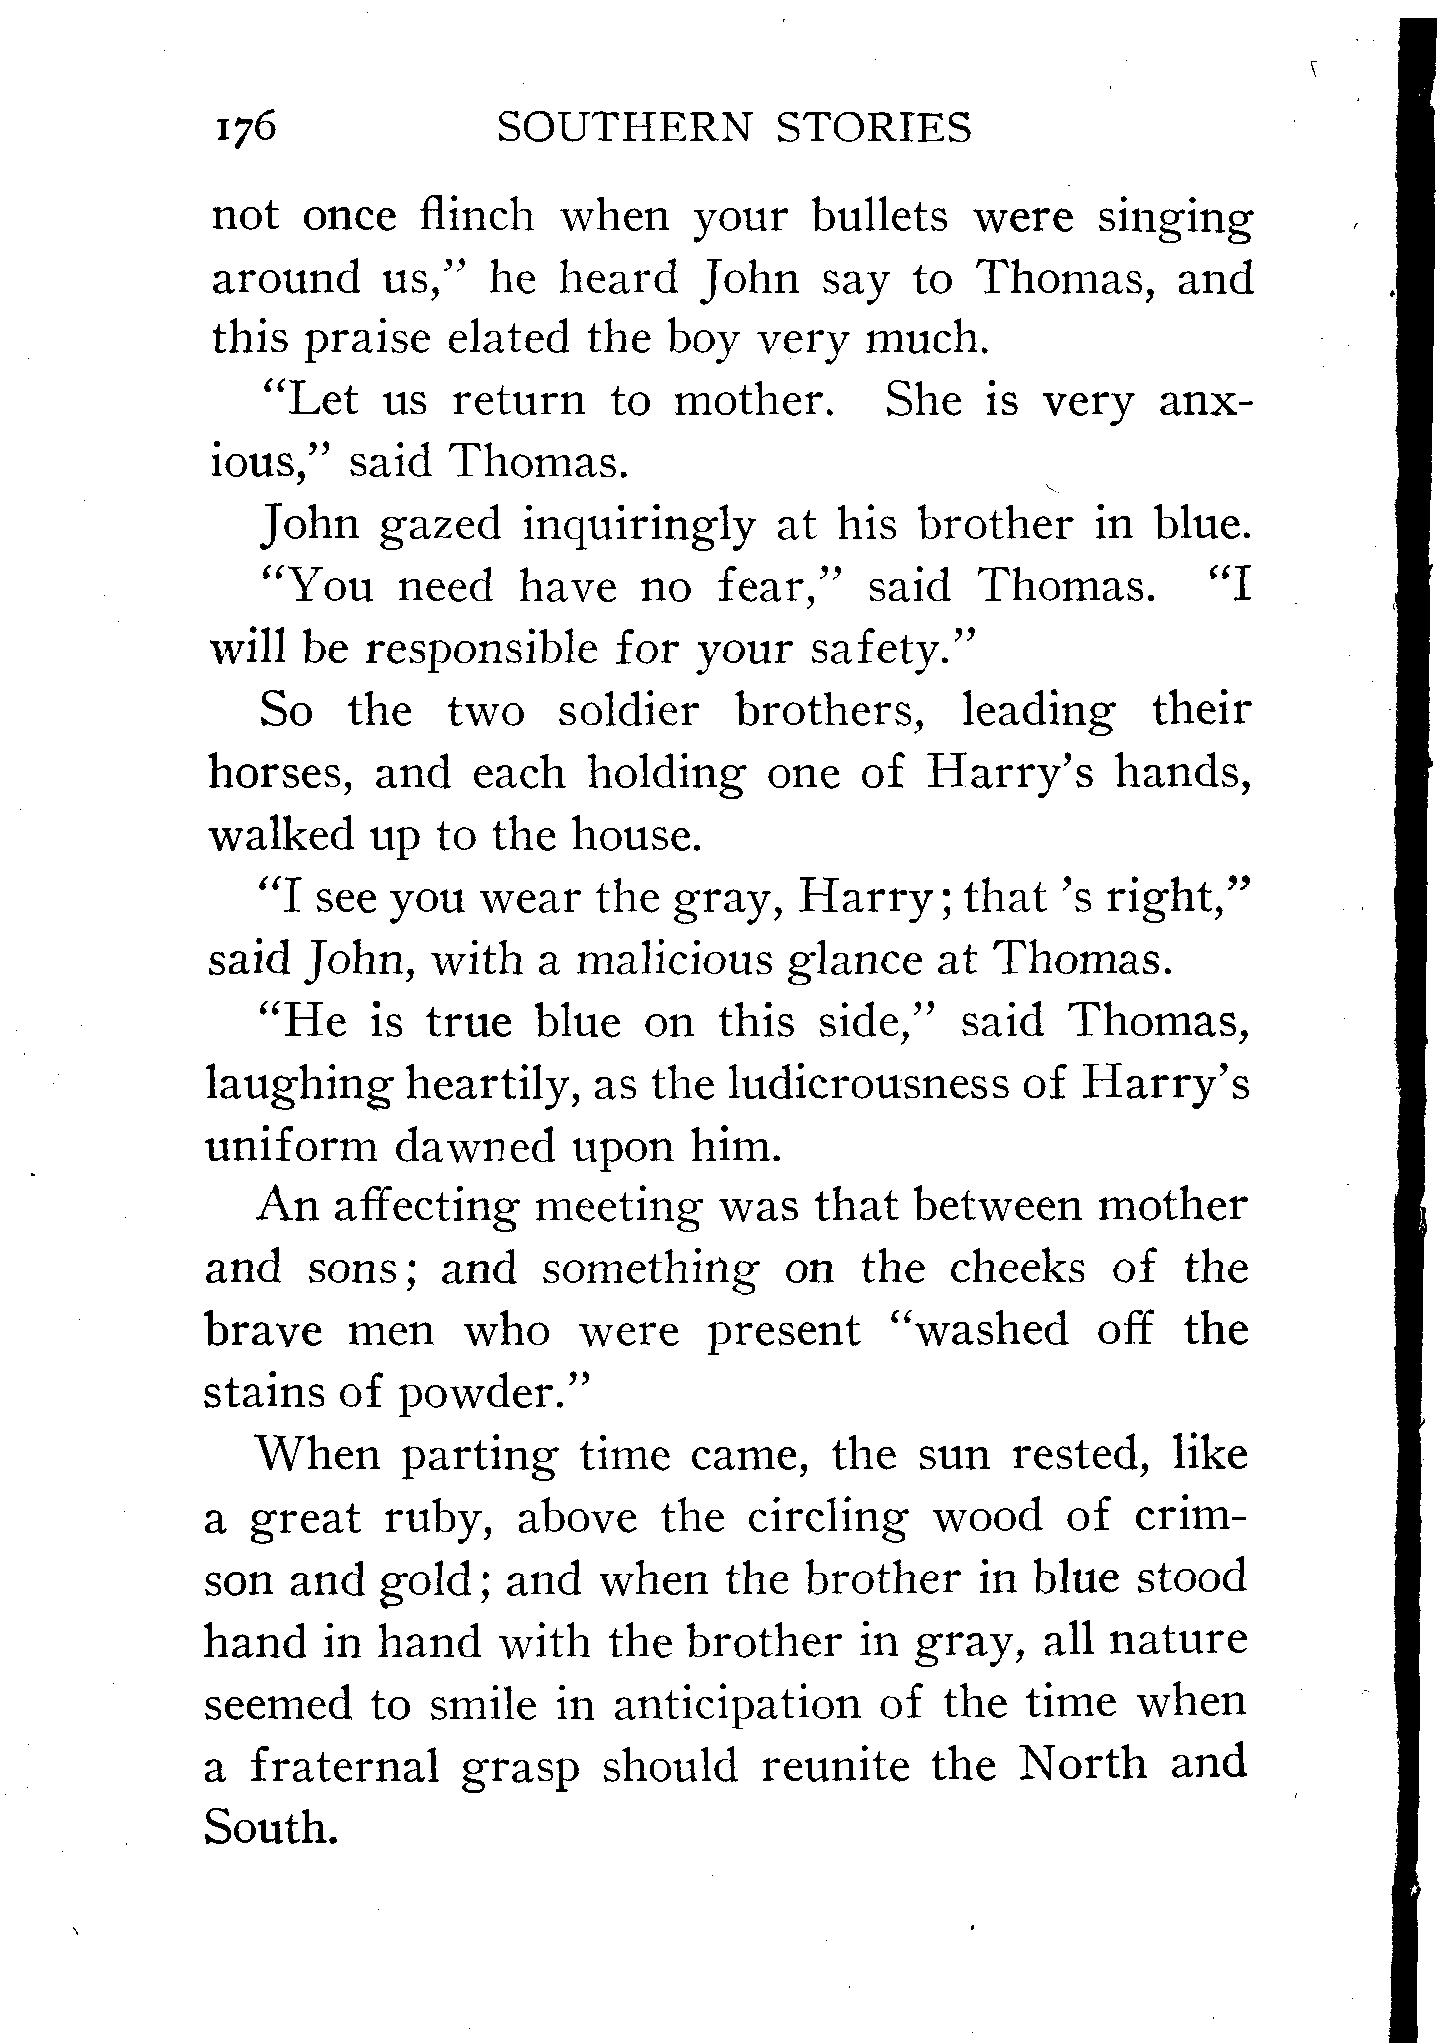 176 SOUTHERN STORIES
not once flinch when your bullets were singing
around us,” he heard John say to Thomas, and
this praise elated the boy very much.
“Let us return to mother. She is very anx-
ious,” said Thomas.
John gazed inquiringly at his brother in blue.
“You need have no fear,” said Thomas. “I
will be responsible for your safety.”
So the two soldier brothers, leading their
horses, and each holding one of Harry’s hands,
walked up to the house.
“I see you wear the gray, Harry; that ’s right,”
said John, with a malicious glance at Thomas.
“He is true blue on this side,” said Thomas,
laughing heartily, as the ludicrousness of Harry’s
uniform dawned upon him.
An affecting meeting was that between mother
and sons; and something on the cheeks of the
brave men who were present “washed off the
stains of powder.”
When parting time came, the sun rested, like
a great ruby, above the circling wood of crim-
son and gold; and when the brother in blue stood
hand in hand with the brother in gray, all nature
seemed to smile in anticipation of the time when
a fraternal grasp should reunite the North and
South.